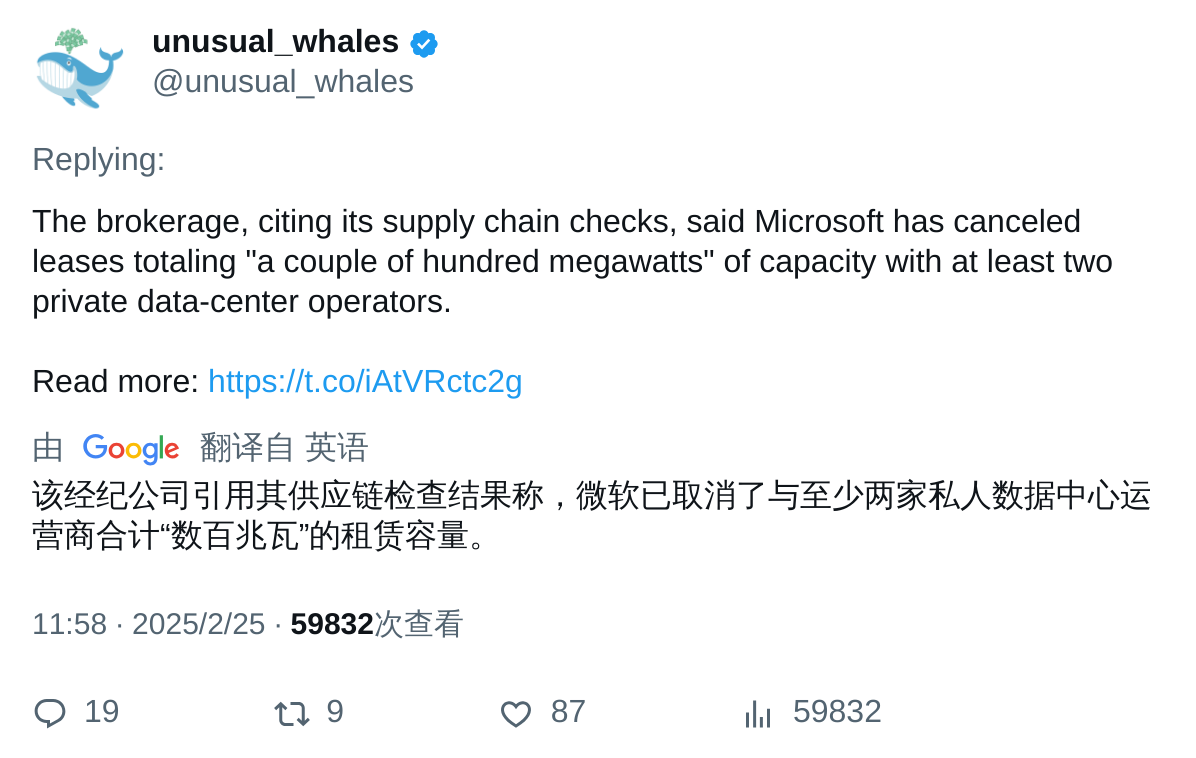 unusual_whales
@unusual_whales
Replying:
The brokerage, citing its supply chain checks, said Microsoft has canceled
leases totaling "a couple of hundred megawatts" of capacity with at least two
private data-center operators.
Read more: https://t.co/iAtVRctc2g
由 Google 翻译自 英语
该经纪公司引用其供应链检查结果称，微软已取消了与至少两家私人数据中心运
营商合计“数百兆瓦”的租赁容量。
11:58 · 2025/2/25 · 59832次查看
19 9 87 59832